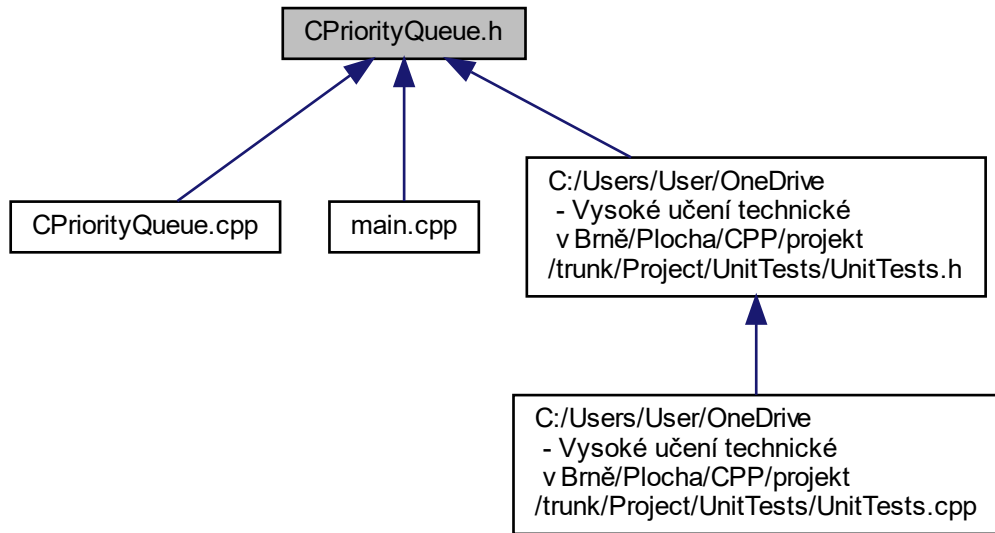 CPriorityQueue.h
CPriorityQueue.cpp
main.cpp
C:/Users/User/OneDrive
- Vysoké učení technické
v Brně/Plocha/CPP/projekt
/trunk/Project/UnitTests/UnitTests.h
C:/Users/User/OneDrive
- Vysoké učení technické
v Brně/Plocha/CPP/projekt
/trunk/Project/UnitTests/UnitTests.cpp